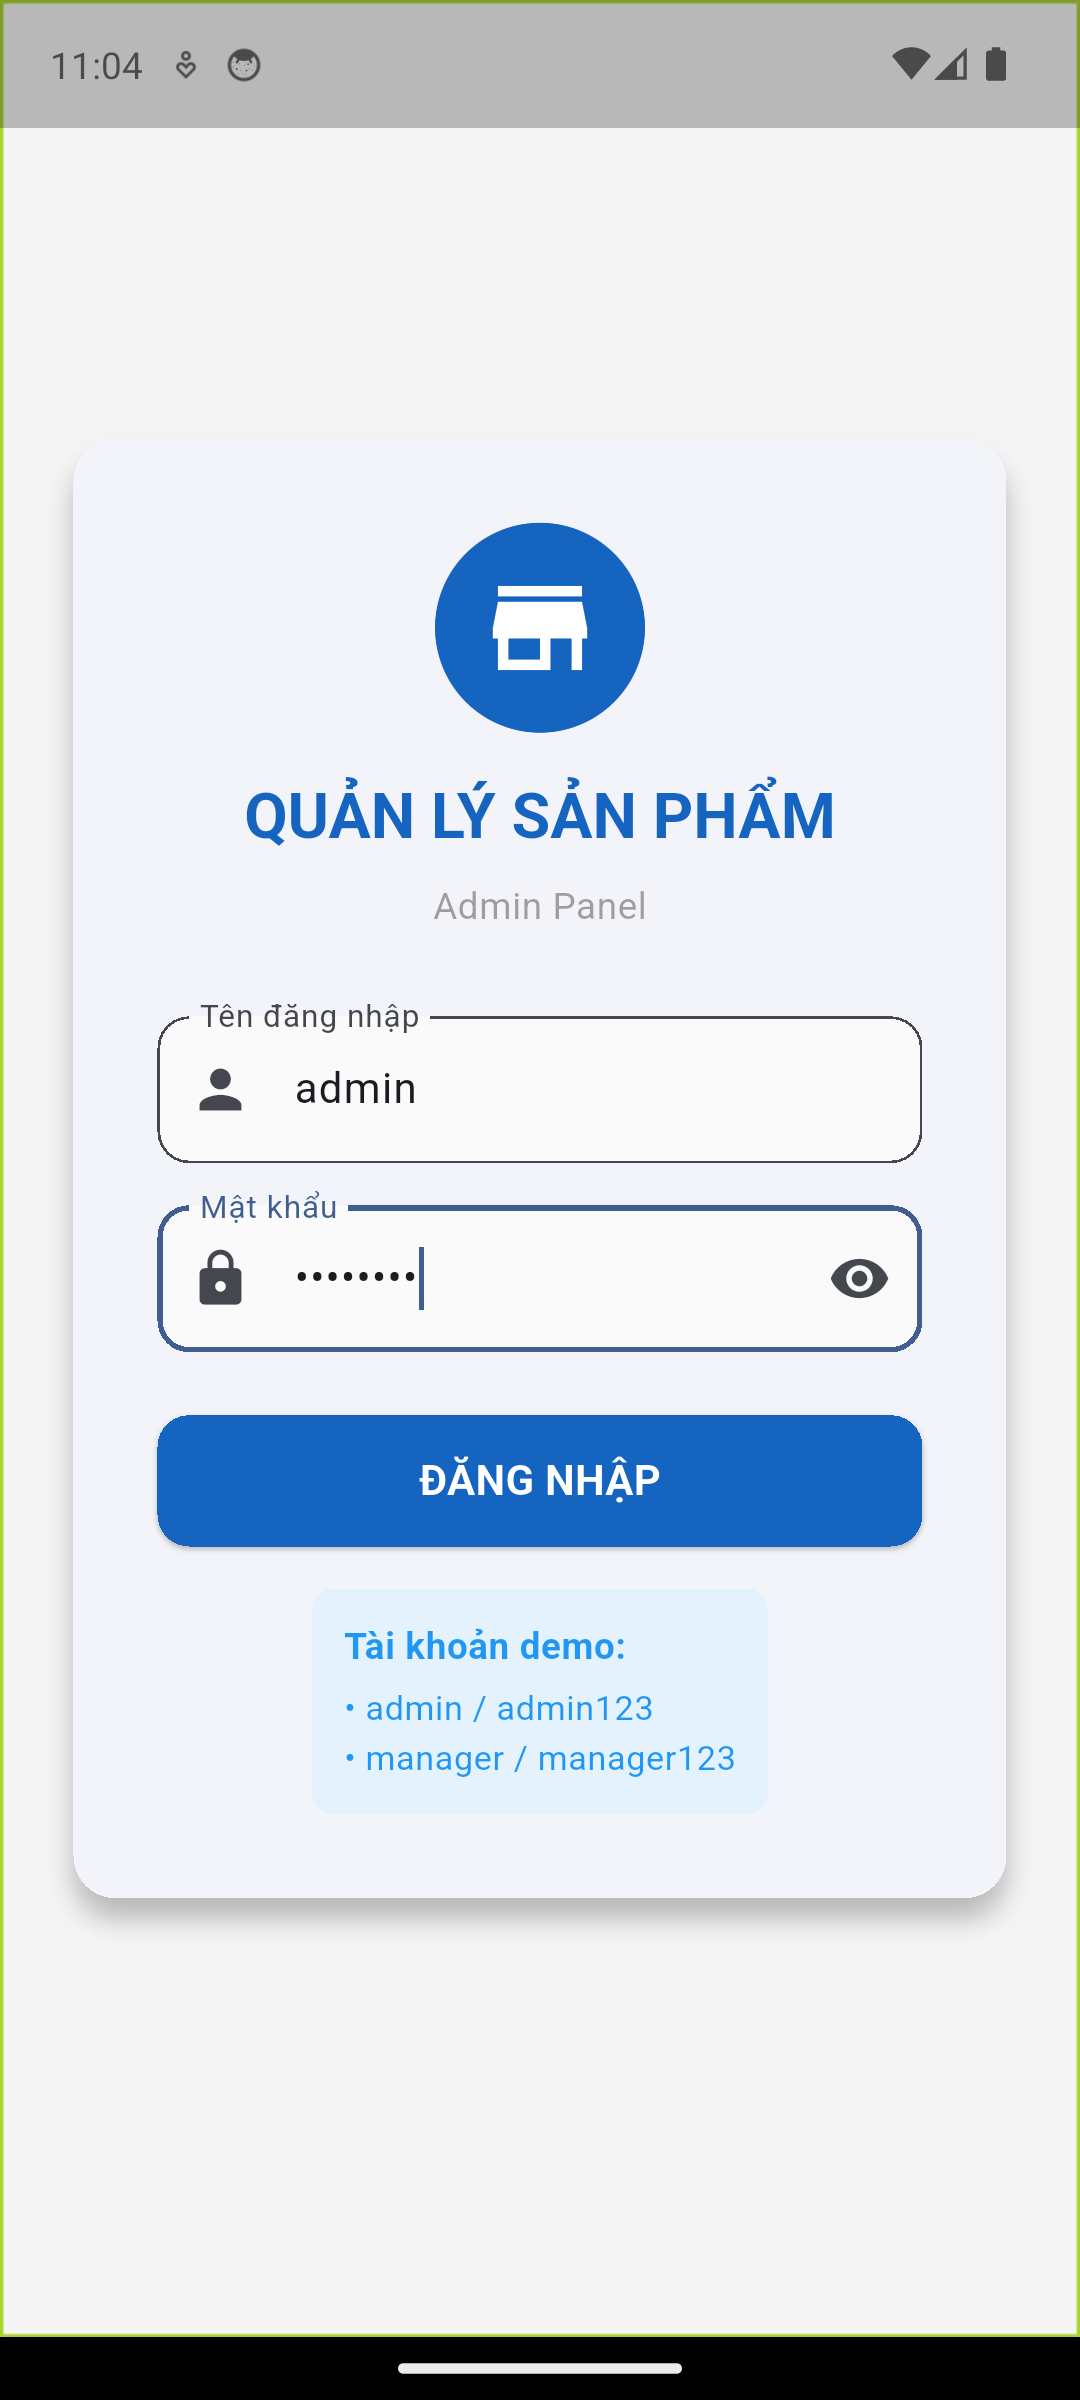 11:04
QUẢN LÝ SẢN PHẨM
Admin Panel
Tên đăng nhập
admin
Mật khẩu
••••••••
ĐĂNG NHẬP
Tài khoản demo:
• admin / admin123
• manager / manager123